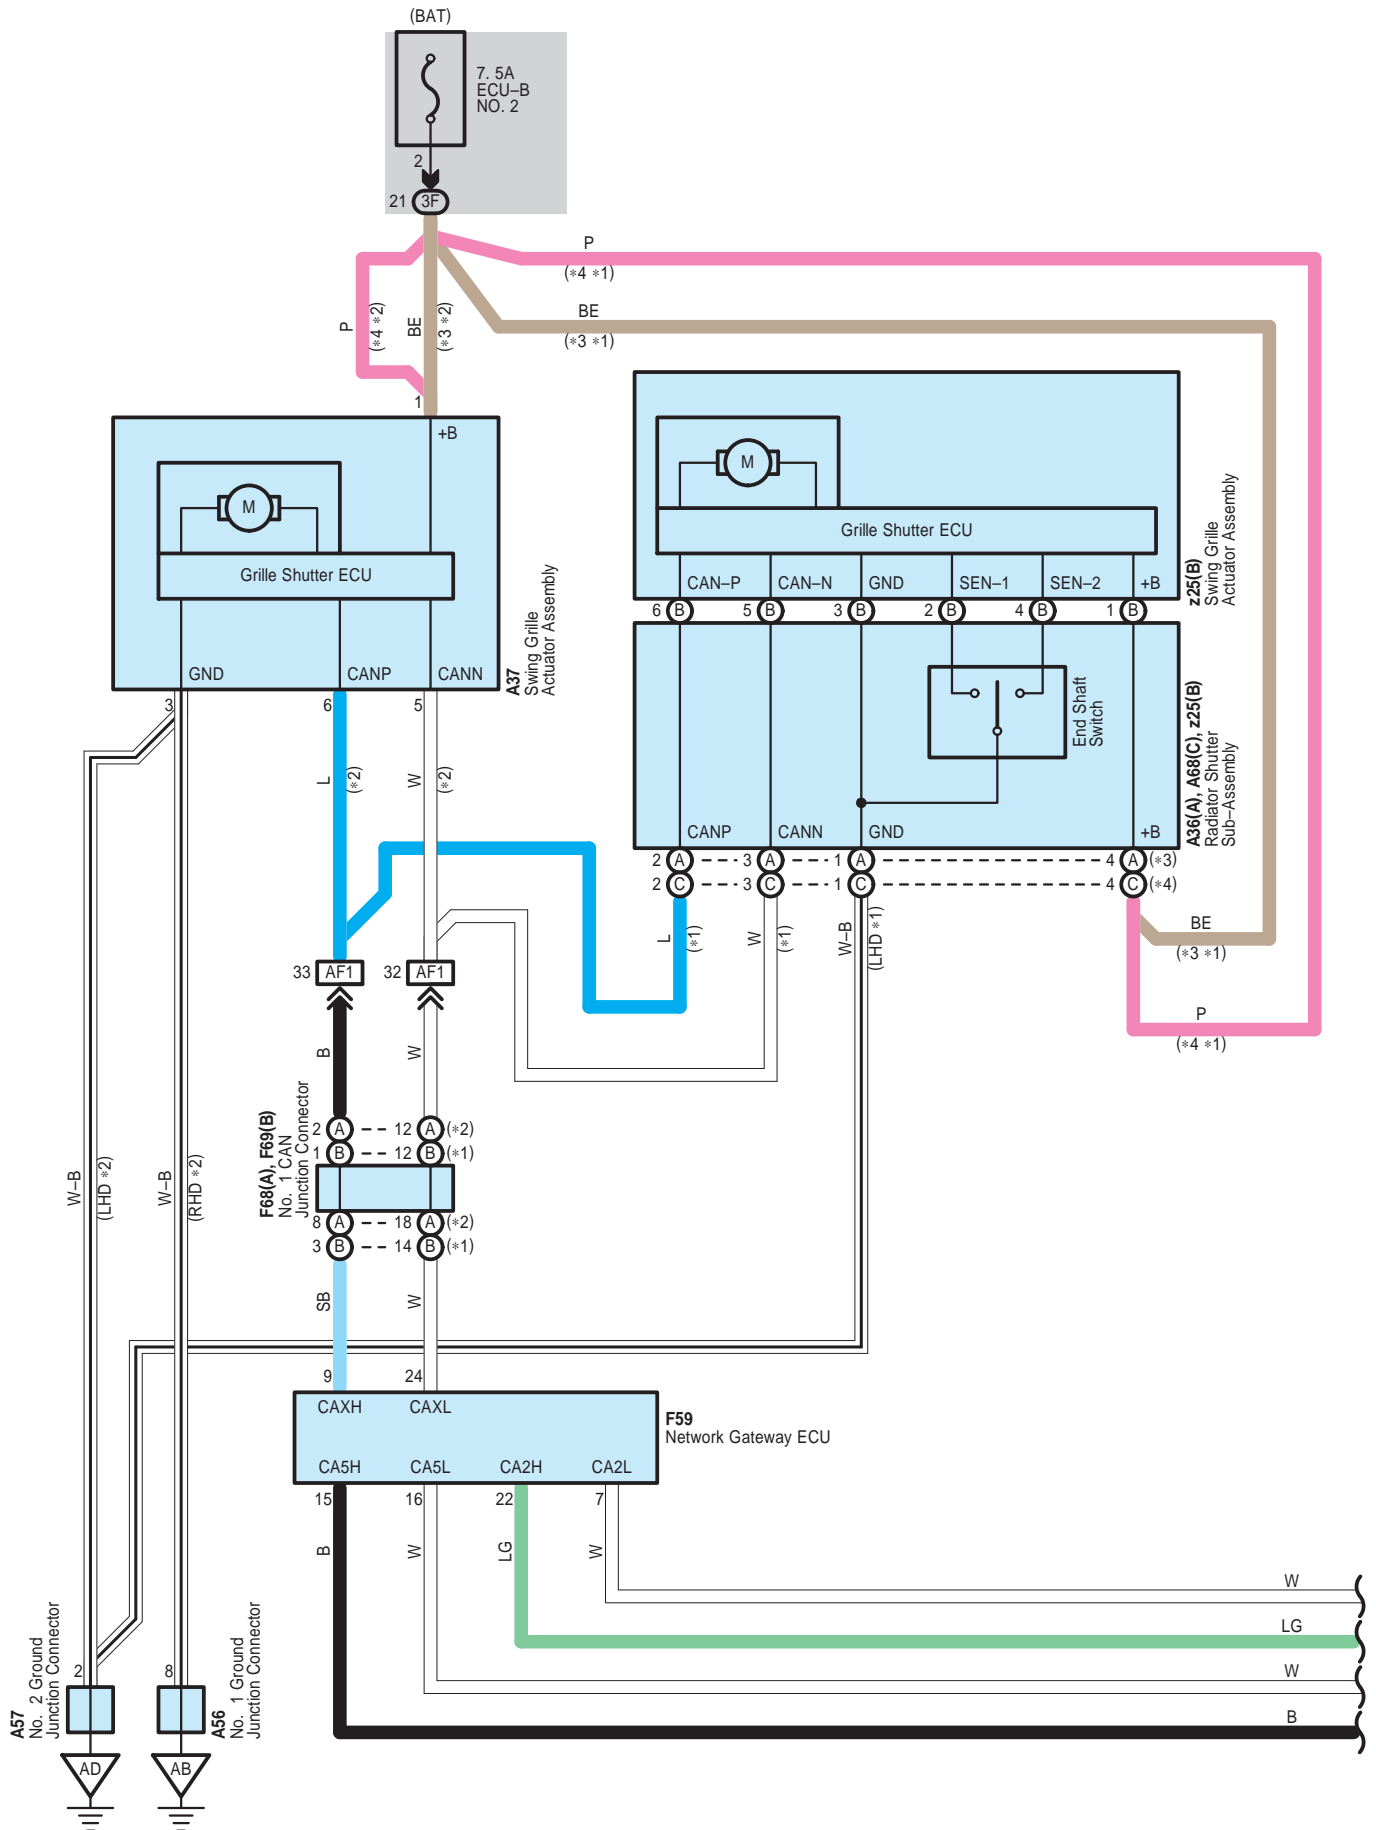 (BAT)
7. 5A
ECU–B
NO. 2
2
21
3F
P
(*4 *1)
BE
(*3 *1)
P
(*4 *2)
BE
(*3 *2)
1
+B
M
Grille Shutter ECU
GND
CANP
CANN
A37
Swing Grille
Actuator Assembly
3
6
5
M
Grille Shutter ECU
CAN–P
CAN–N
GND
SEN–1
SEN–2
+B
z25(B)
Swing Grille
Actuator Assembly
6 B
5 B
3 B
2 B
4 B
1 B
End Shaft
Switch
CANP
CANN
GND
+B
A36(A), A68(C), z25(B)
Radiator Shutter
Sub–Assembly
2 A
3 A
1 A
4 A (*3)
2 C
3 C
1 C
4 C (*4)
L
(*2)
W
(*2)
L
(*1)
W
(*1)
W–B
(LHD *1)
BE
(*3 *1)
P
(*4 *1)
33 AF1
32 AF1
B
W
F68(A), F69(B)
No. 1 CAN
Junction Connector
2 A
12 A (*2)
1 B
12 B (*1)
8 A
18 A (*2)
3 B
14 B (*1)
W–B
(LHD *2)
W–B
(RHD *2)
SB
W
9
24
CAXH
CAXL
F59
Network Gateway ECU
CA5H
CA5L
CA2H
CA2L
15
16
22
7
B
W
LG
W
W
LG
W
B
A57
No. 2 Ground
Junction Connector
2
8
A56
No. 1 Ground
Junction Connector
AD
AB